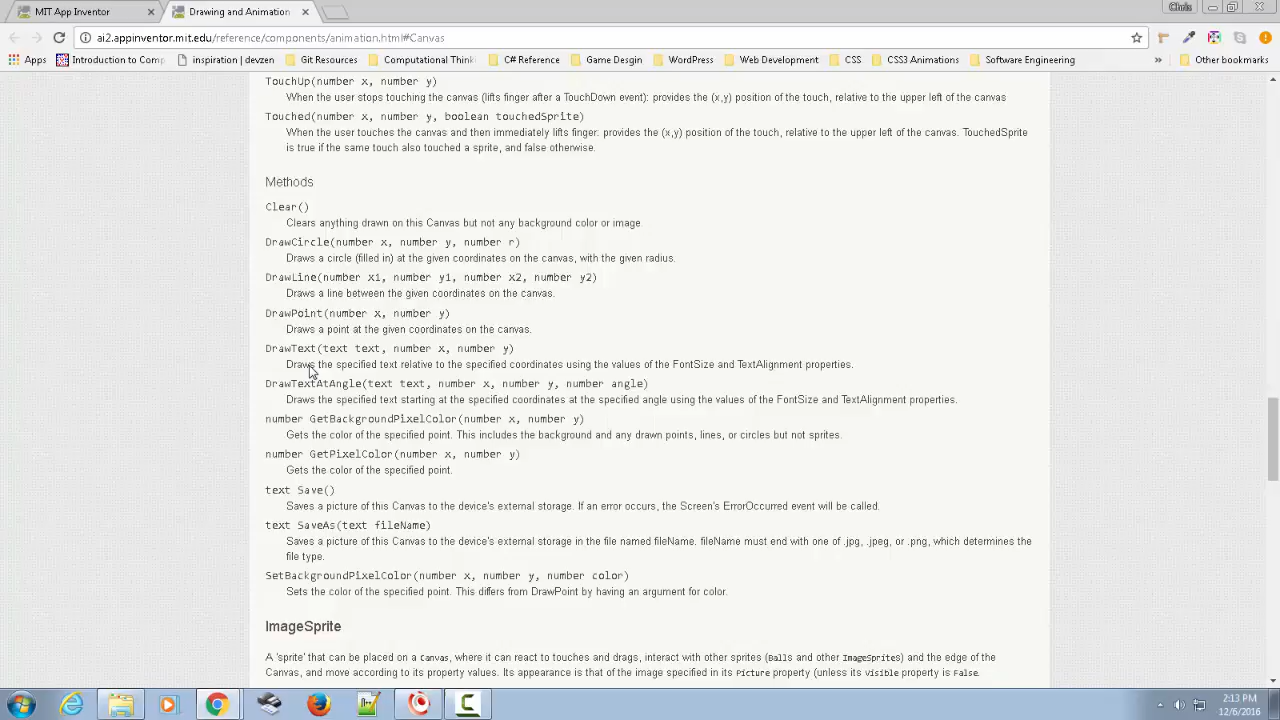 MIT App Inventor
Drawing and Animation
Chris
ai2.appinventor.mit.edu/reference/components/animation.html#Canvas
Apps Introduction to Comp inspiration | devzen Git Resources Computational Think C# Reference Game Desgin WordPress Web Development CSS CSS3 Animations Software Engineering » Other bookmarks
TouchUp(number x, number y)
When the user stops touching the canvas (lifts finger after a TouchDown event): provides the (x,y) position of the touch, relative to the upper left of the canvas
Touched(number x, number y, boolean touchedSprite)
When the user touches the canvas and then immediately lifts finger: provides the (x,y) position of the touch, relative to the upper left of the canvas. TouchedSprite
is true if the same touch also touched a sprite, and false otherwise.
Methods
Clear()
Clears anything drawn on this Canvas but not any background color or image.
DrawCircle(number x, number y, number r)
Draws a circle (filled in) at the given coordinates on the canvas, with the given radius.
DrawLine(number x1, number y1, number x2, number y2)
Draws a line between the given coordinates on the canvas.
DrawPoint(number x, number y)
Draws a point at the given coordinates on the canvas.
DrawText(text text, number x, number y)
Draws the specified text relative to the specified coordinates using the values of the FontSize and TextAlignment properties.
DrawTextAtAngle(text text, number x, number y, number angle)
Draws the specified text starting at the specified coordinates at the specified angle using the values of the FontSize and TextAlignment properties.
number GetBackgroundPixelColor(number x, number y)
Gets the color of the specified point. This includes the background and any drawn points, lines, or circles but not sprites.
number GetPixelColor(number x, number y)
Gets the color of the specified point.
text Save()
Saves a picture of this Canvas to the device's external storage. If an error occurs, the Screen's ErrorOccurred event will be called.
text SaveAs(text fileName)
Saves a picture of this Canvas to the device's external storage in the file named fileName. fileName must end with one of .jpg, .jpeg, or .png, which determines the
file type.
SetBackgroundPixelColor(number x, number y, number color)
Sets the color of the specified point. This differs from DrawPoint by having an argument for color.
ImageSprite
A 'sprite' that can be placed on a Canvas, where it can react to touches and drags, interact with other sprites (Balls and other ImageSprites) and the edge of the
Canvas, and move according to its property values. Its appearance is that of the image specified in its Picture property (unless its Visible property is False.
2:13 PM
12/6/2016